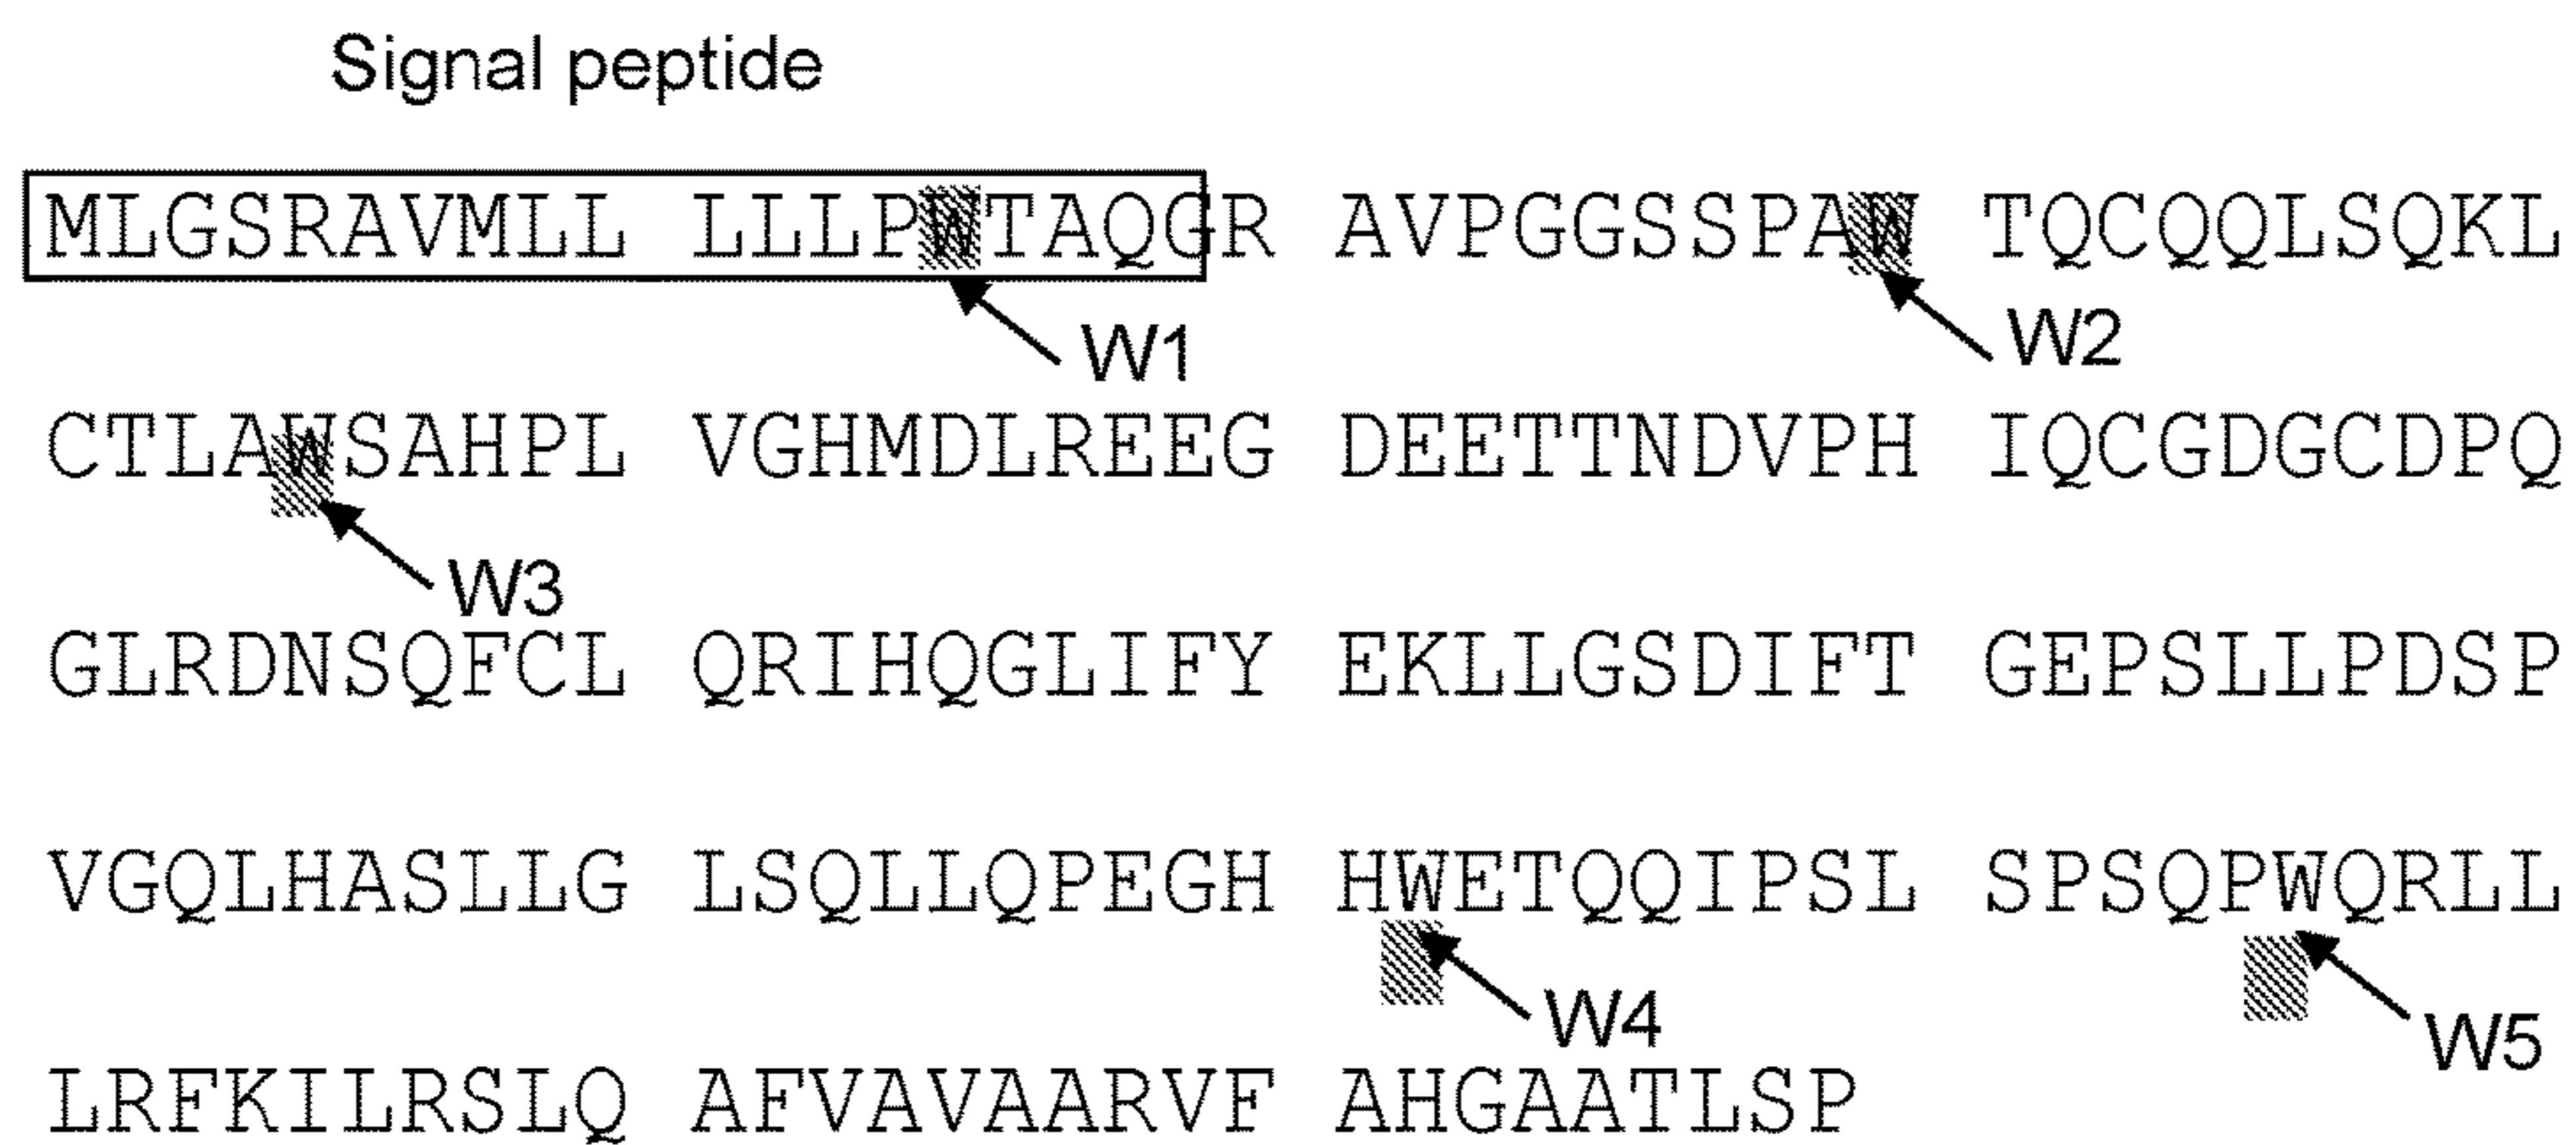 Signal peptide
MLGSRAVMLL LLLPWTAQGR AVPGGSSPAW TQCQQLSQKL
W1 W2
CTLAWSAHPL VGHMDLREEG DEETTNDVPH IQCGDGCDPQ
W3
GLRDNSQFCL QRIHQGLIFY EKLLGSDIFT GEPSLLPDSP
VGQLHASLLG LSQLLQPEGH HWETQQIPSL SPSQPWQRLL
W4 W5
LRFKILRSLQ AFVAVAARVF AHGAATLSP